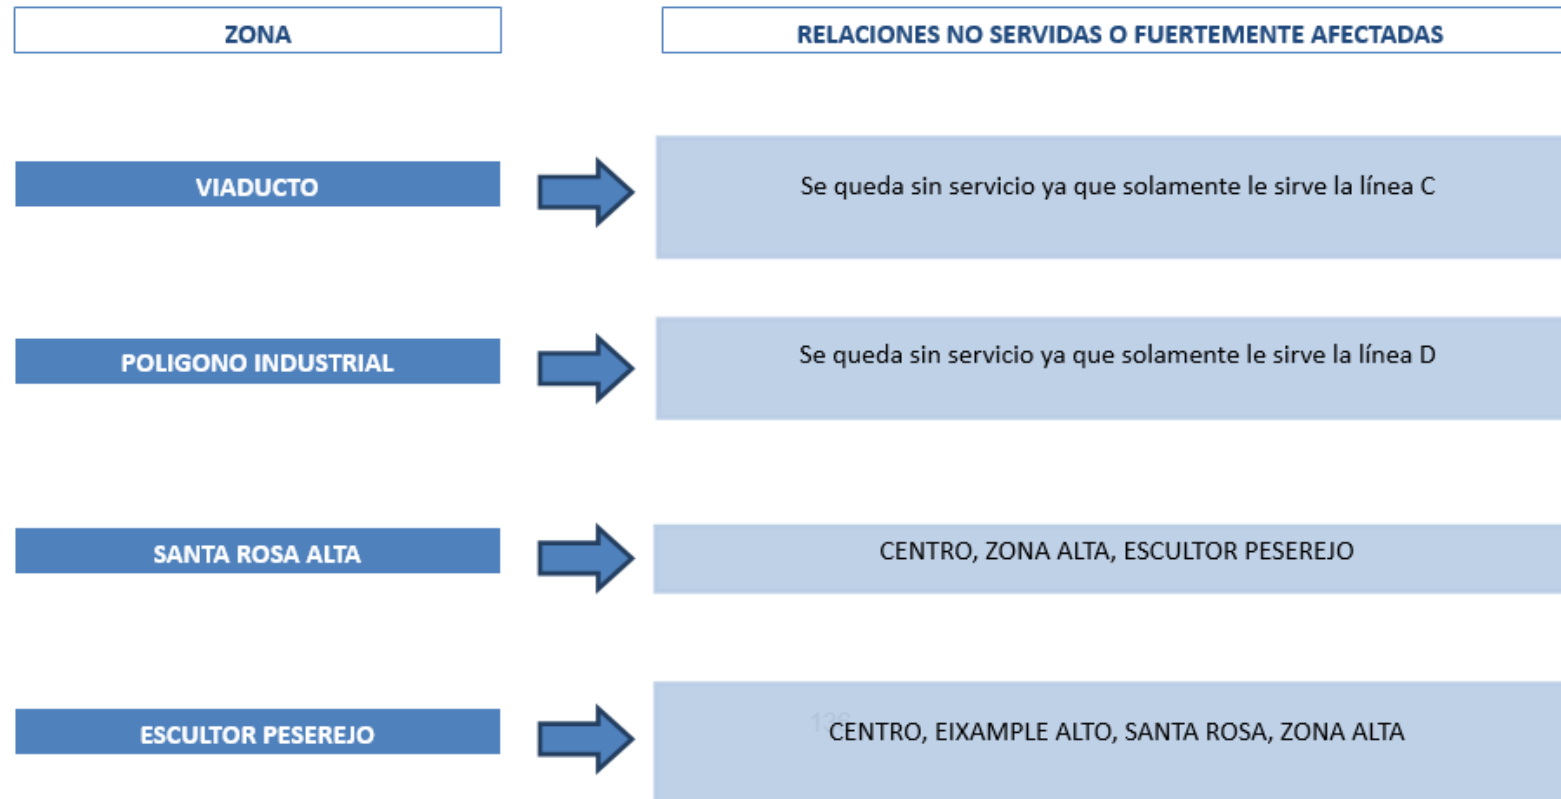 ZONA
RELACIONES NO SERVIDAS O FUERTEMENTE AFECTADAS
VIADUCTO
Se queda sin servicio ya que solamente le sirve la línea C
POLIGONO INDUSTRIAL
Se queda sin servicio ya que solamente le sirve la línea D
SANTA ROSA ALTA
CENTRO, ZONA ALTA, ESCULTOR PESEREJO
ESCULTOR PESEREJO
CENTRO, EIXAMPLE ALTO, SANTA ROSA, ZONA ALTA